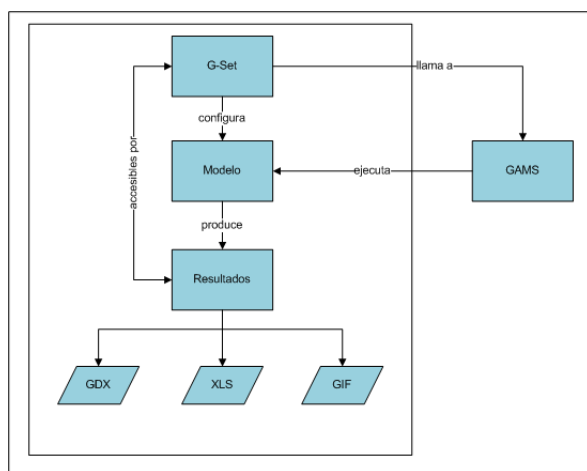 G-Set
llama a
configura
accesibles por
Modelo
ejecuta
GAMS
produce
Resultados
GDX
XLS
GIF